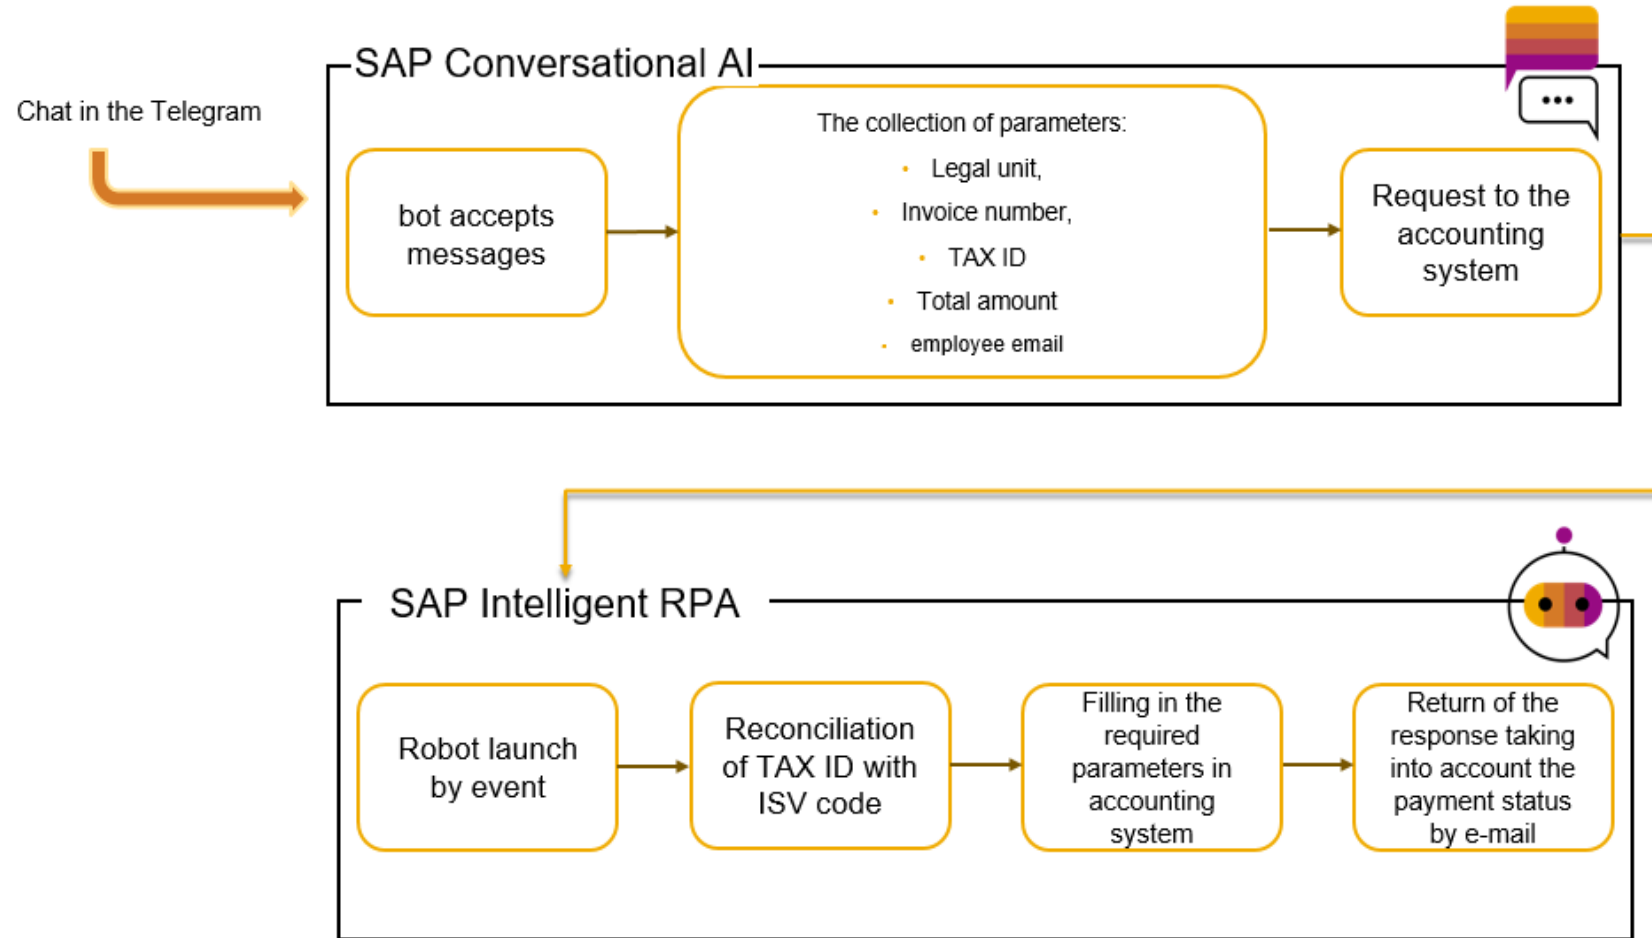 SAP Conversational AI
Chat in the Telegram
bot accepts
messages
The collection of parameters:
• Legal unit,
• Invoice number,
• TAX ID
• Total amount
• employee email
Request to the
accounting
system
SAP Intelligent RPA
Robot launch
by event
Reconciliation
of TAX ID with
ISV code
Filling in the
required
parameters in
accounting
system
Return of the
response taking
into account the
payment status
by e-mail